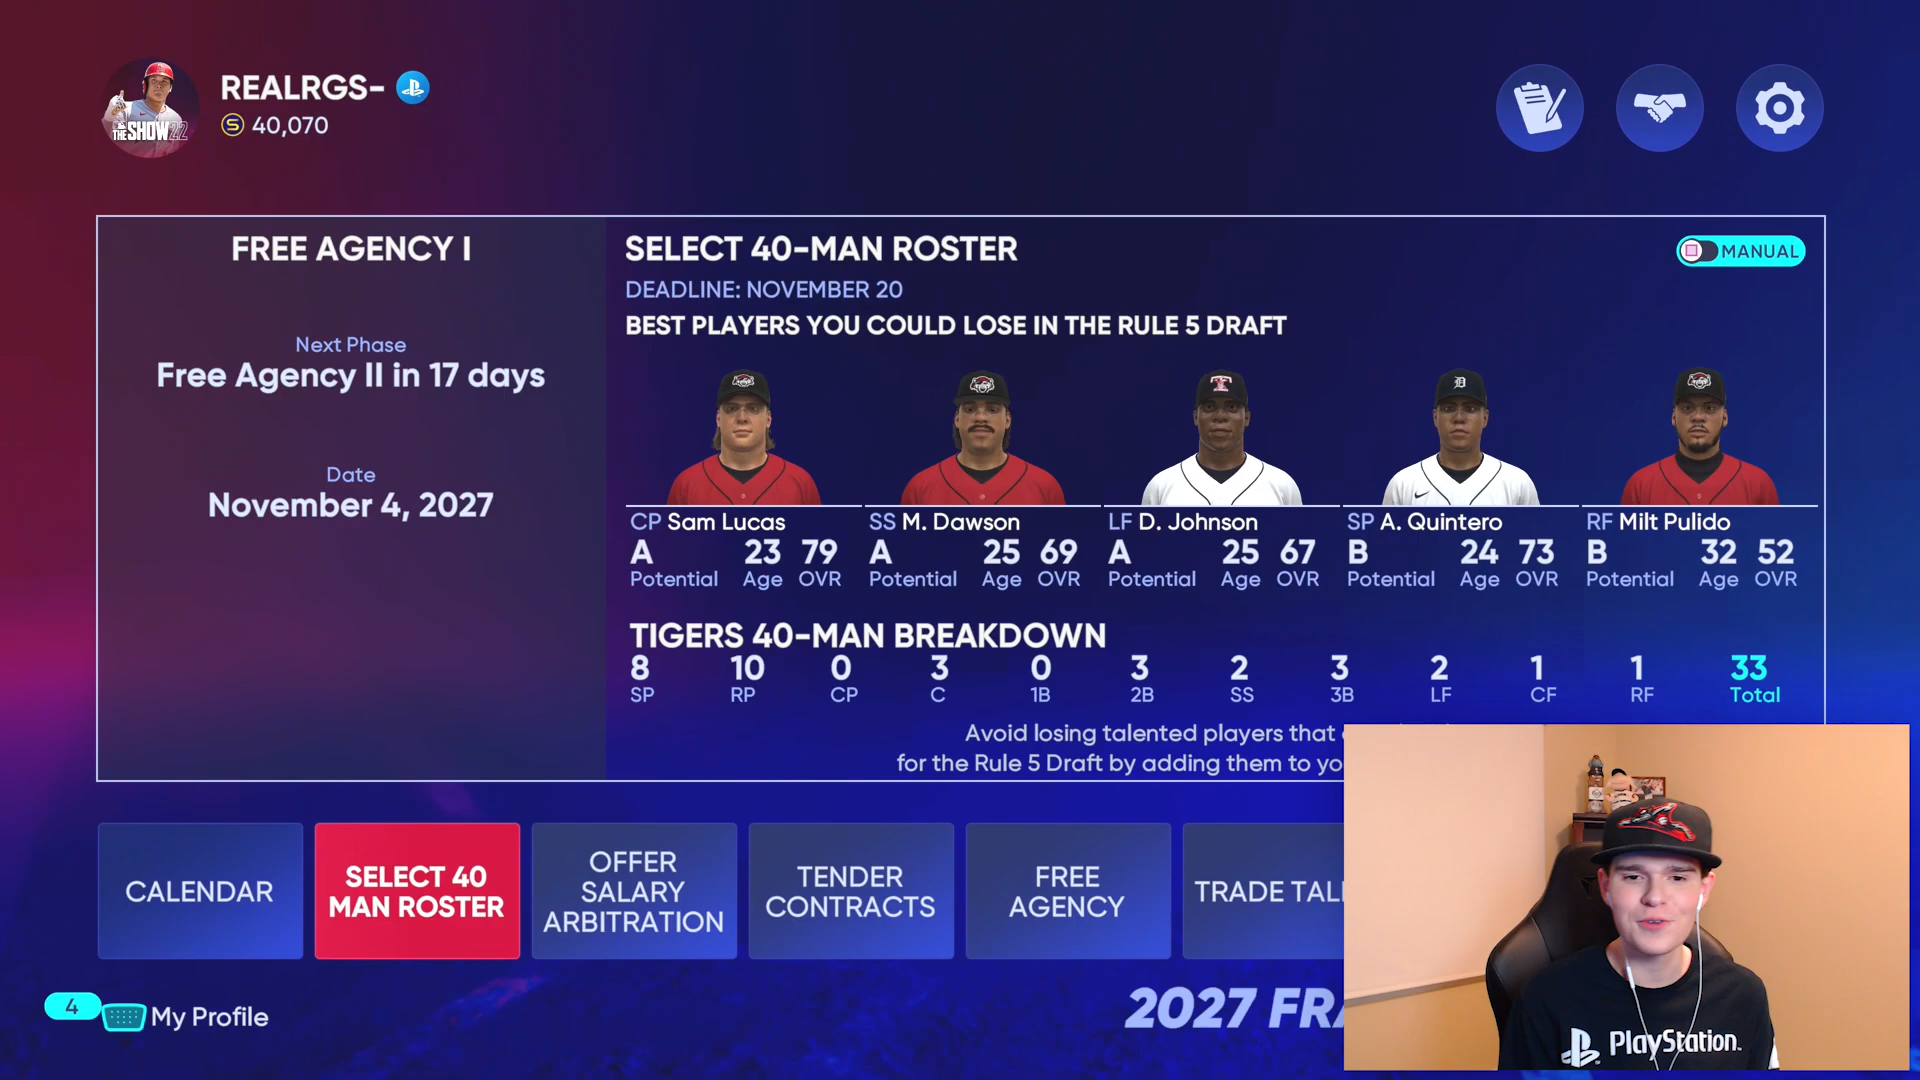 REALRGS-
40,070
THE SHOW 22
FREE AGENCY I
Next Phase
Free Agency II in 17 days
Date
November 4, 2027
SELECT 40-MAN ROSTER
MANUAL
DEADLINE: NOVEMBER 20
BEST PLAYERS YOU COULD LOSE IN THE RULE 5 DRAFT
CP Sam Lucas
A 23 79
Potential Age OVR
SS M. Dawson
A 25 69
Potential Age OVR
LF D. Johnson
A 25 67
Potential Age OVR
SP A. Quintero
B 24 73
Potential Age OVR
RF Milt Pulido
B 32 52
Potential Age OVR
TIGERS 40-MAN BREAKDOWN
8 10 0 3 0 3 2 3 2 1 1 33
SP RP CP C 1B 2B SS 3B LF CF RF Total
Avoid losing talented players that
for the Rule 5 Draft by adding them to yo
CALENDAR
SELECT 40
MAN ROSTER
OFFER
SALARY
ARBITRATION
TENDER
CONTRACTS
FREE
AGENCY
TRADE TAL
4 My Profile
2027 FRA
PlayStation